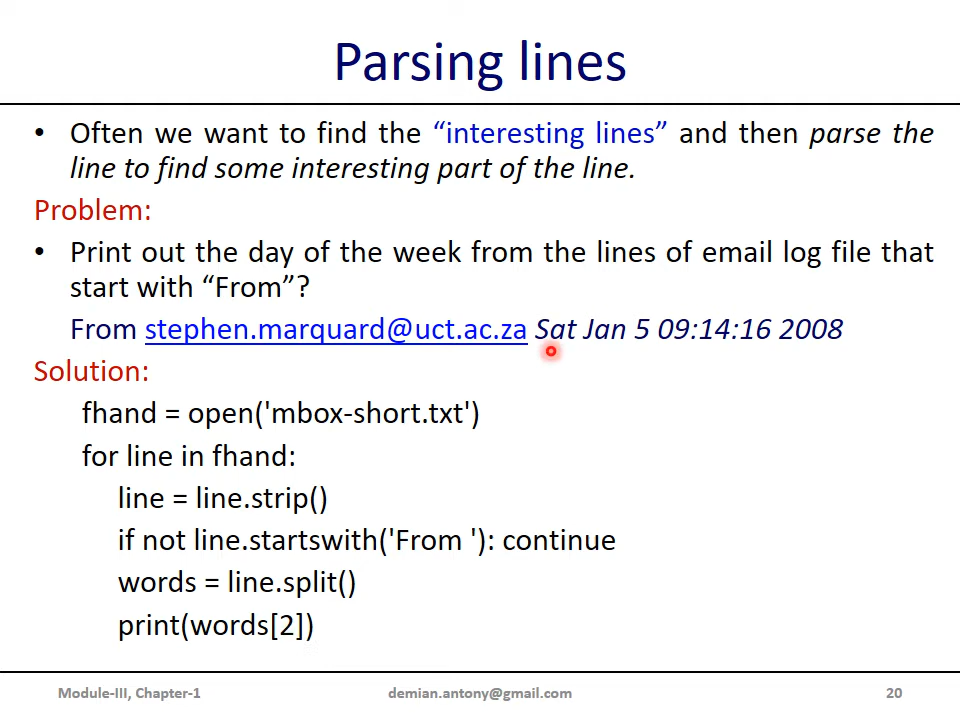 Parsing lines
• Often we want to find the “interesting lines” and then parse the
line to find some interesting part of the line.
Problem:
• Print out the day of the week from the lines of email log file that
start with “From”?
From stephen.marquard@uct.ac.za Sat Jan 5 09:14:16 2008
Solution:
fhand = open('mbox-short.txt')
for line in fhand:
line = line.strip()
if not line.startswith('From '): continue
words = line.split()
print(words[2])
Module-III, Chapter-1 demian.antony@gmail.com 20